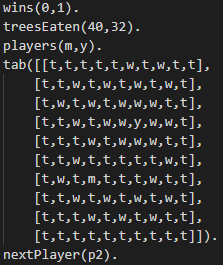 wins(0,1).
treesEaten(40,32).
players(m,y).
tab([[t,t,t,t,t,w,t,w,t,t],
[t,t,w,t,w,t,w,t,w,t],
[t,w,t,w,t,w,w,w,t,t],
[t,t,w,t,w,w,y,w,w,t],
[t,t,t,w,t,w,w,w,t,t],
[t,t,w,t,t,t,t,t,w,t],
[t,w,t,m,t,t,t,w,t,t],
[t,t,w,t,w,t,t,w,w,t],
[t,t,t,w,t,w,t,w,t,t],
[t,t,t,t,t,t,t,t,t,t]]).
nextPlayer(p2).